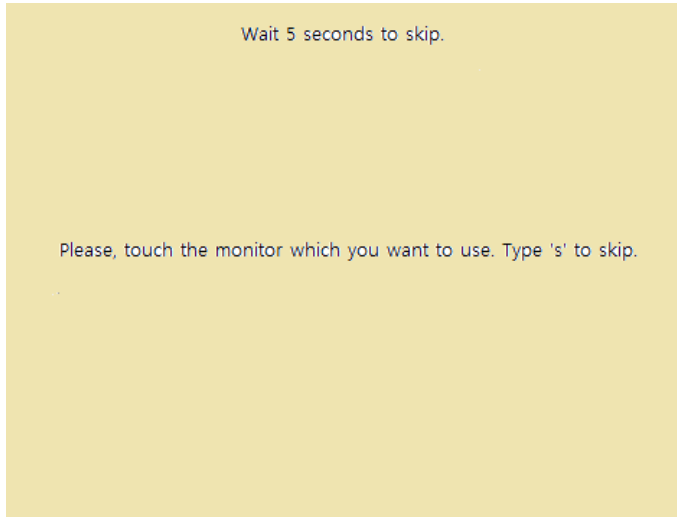 Wait 5 seconds to skip.
Please, touch the monitor which you want to use. Type 's' to skip.